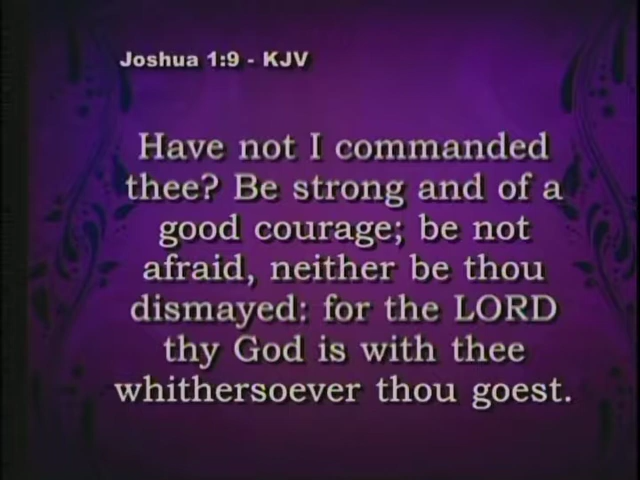 Joshua 1:9 - KJV
Have not I commanded
thee? Be strong and of a
good courage; be not
afraid, neither be thou
dismayed: for the LORD
thy God is with thee
whithersoever thou goest.